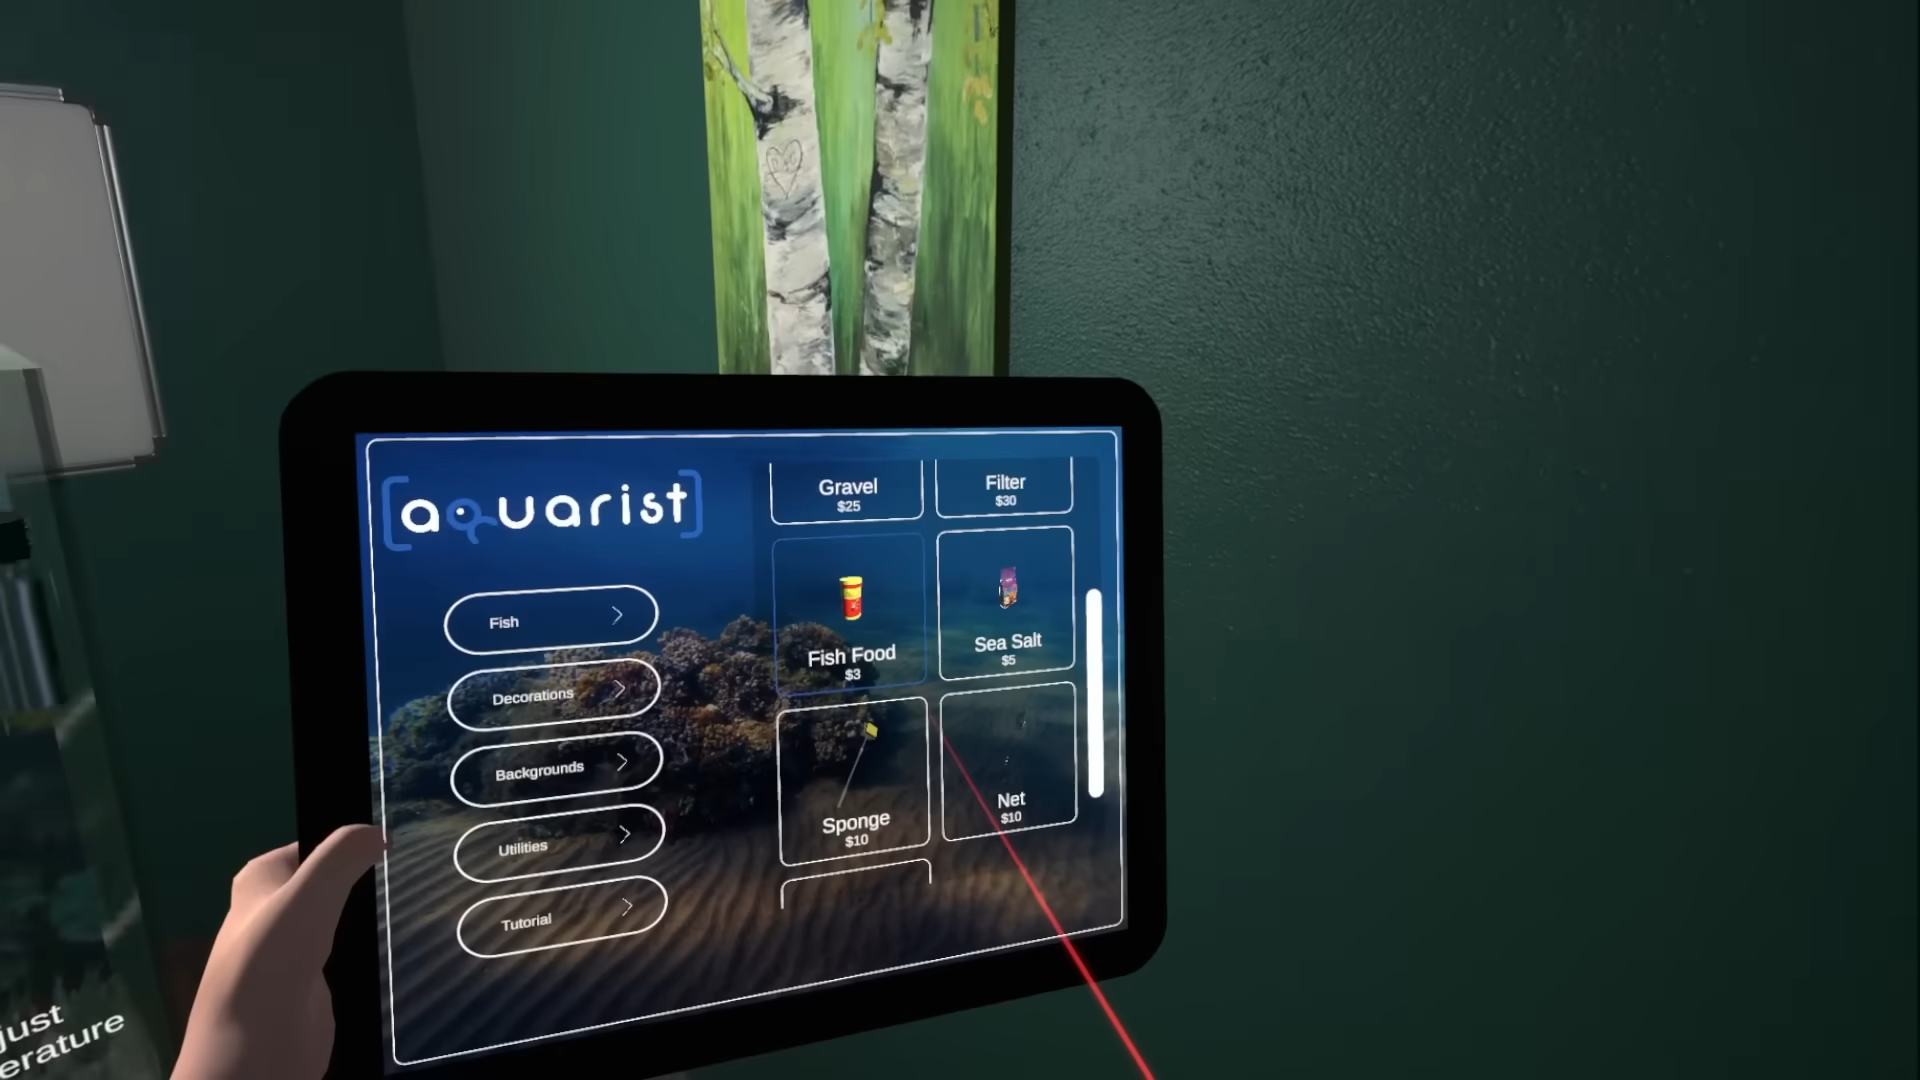 [aquarist]
Fish
Decorations
Backgrounds
Utilities
Tutorial
Gravel
$25
Filter
$30
Fish Food
$3
Sea Salt
$5
Sponge
$10
Net
$10
just
erature